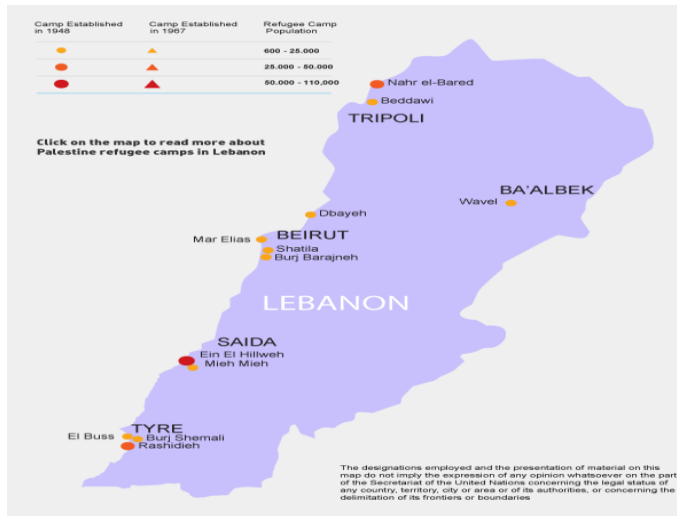 Camp Established Camp Established Refugee Camp
in 1948 in 1967 Population
600 - 25.000
25.000 - 50.000
50.000 - 110,000
Nahr el-Bared
Beddawi
TRIPOLI
Click on the map to read more about
Palestine refugee camps in Lebanon
BA'ALBEK
Wavel
Dbayeh
Mar Elias
BEIRUT
Shatila
Burj Barajneh
LEBANON
SAIDA
Ein El Hillweh
Mieh Mieh
TYRE
El Buss
Burj Shemali
Rashidieh
The designations employed and the presentation of material on this
map do not imply the expression of any opinion whatsoever on the part
of the Secretariat of the United Nations concerning the legal status of
any country, territory, city or area or of its authorities, or concerning the
delimitation of its frontiers or boundaries